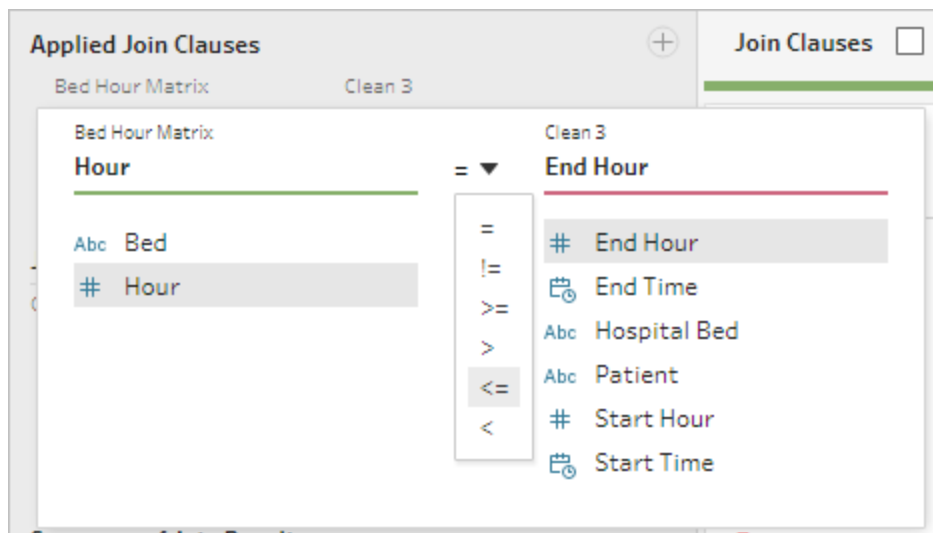 Applied Join Clauses
Join Clauses
Bed Hour Matrix Clean 3
Bed Hour Matrix Clean 3
Hour = End Hour
Abc Bed
# Hour
=
!=
>=
>
<=
<
# End Hour
End Time
Abc Hospital Bed
Abc Patient
# Start Hour
Start Time